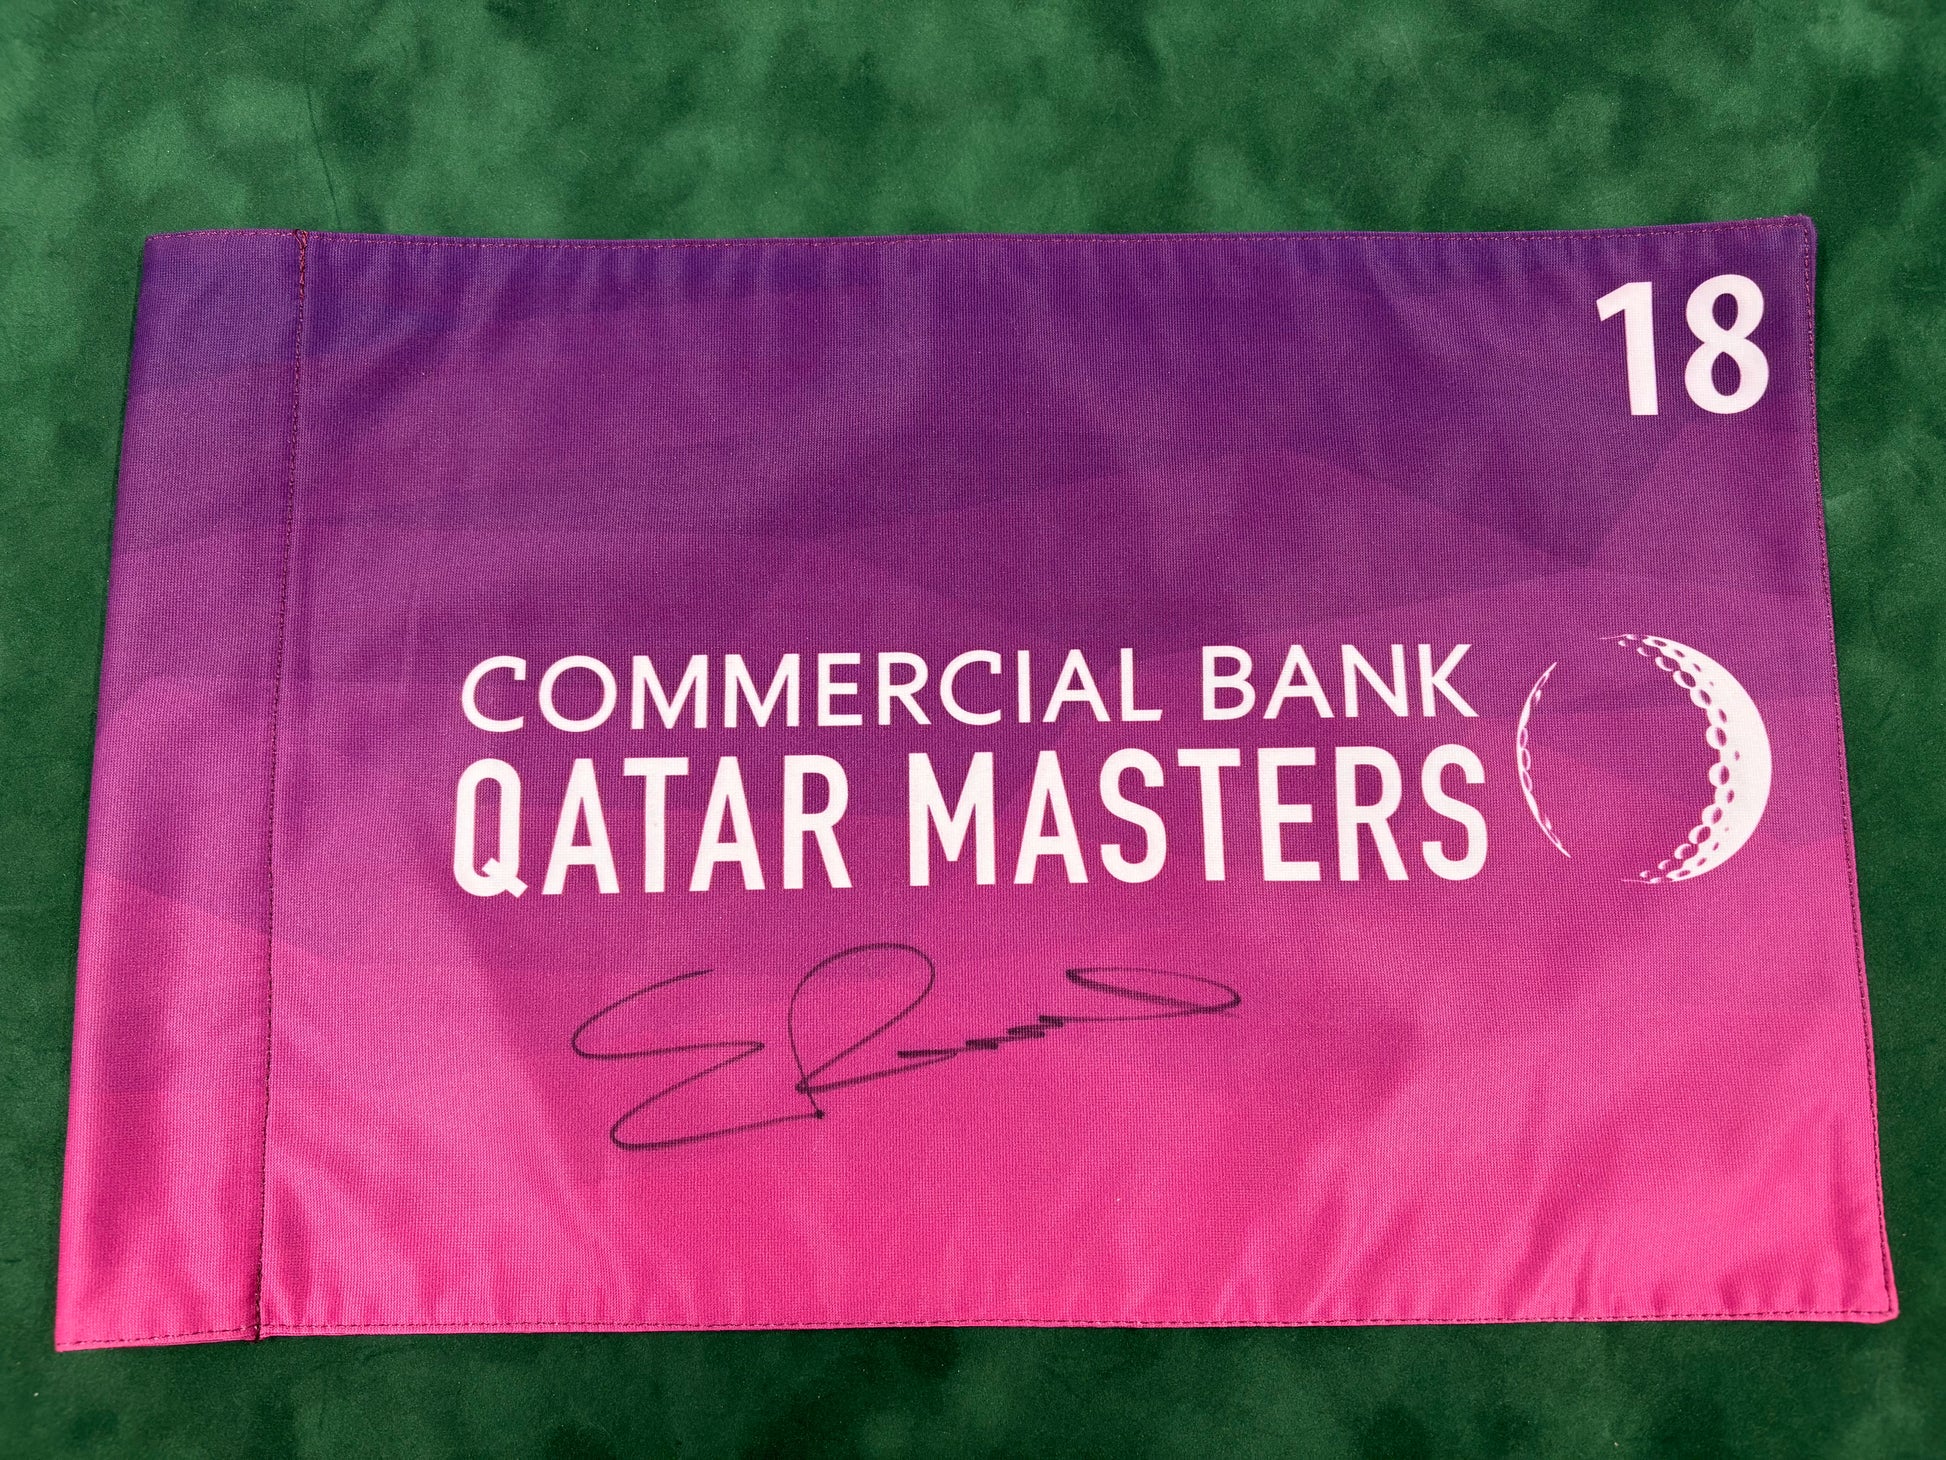 18
COMMERCIAL BANK
QATAR MASTERS